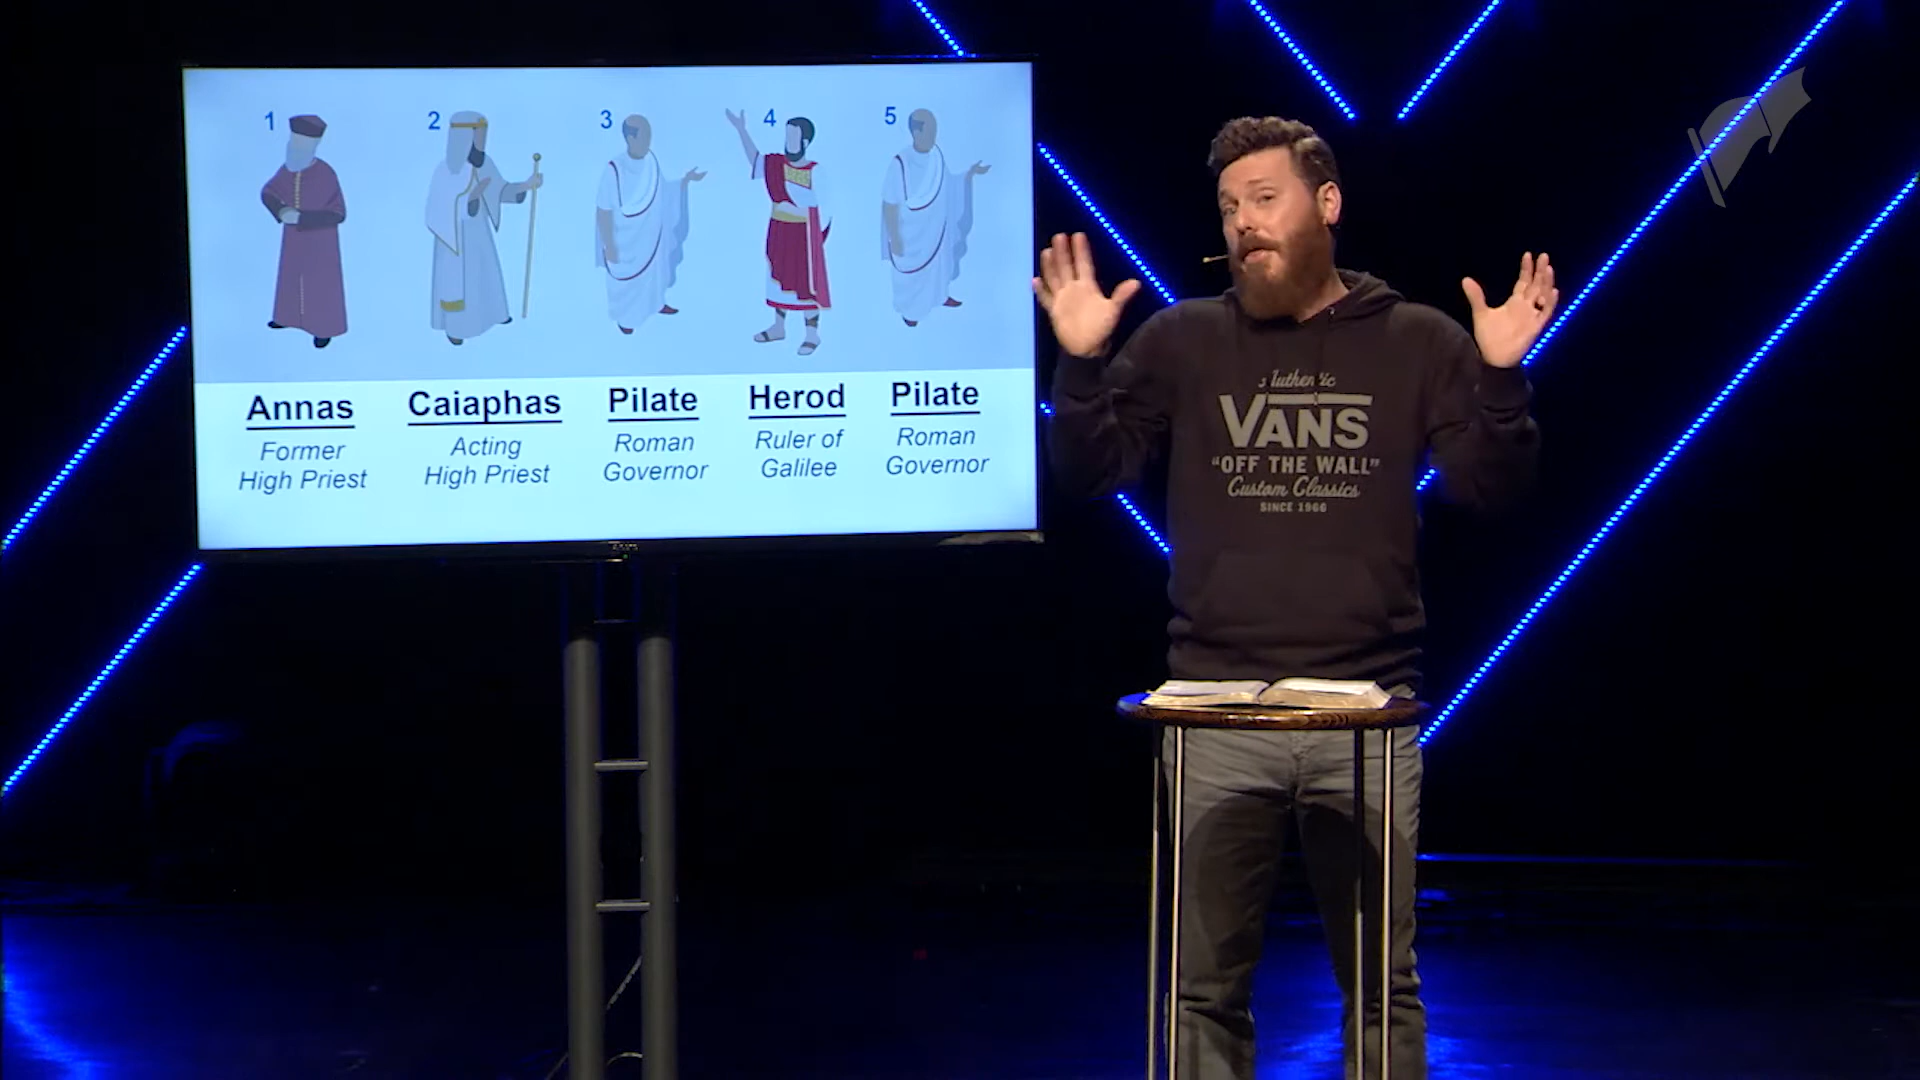 1 2 3 4 5
Annas Caiaphas Pilate Herod Pilate
Former Acting Roman Ruler of Roman
High Priest High Priest Governor Galilee Governor
Authentic
VANS
"OFF THE WALL"
Custom Classics
SINCE 1966